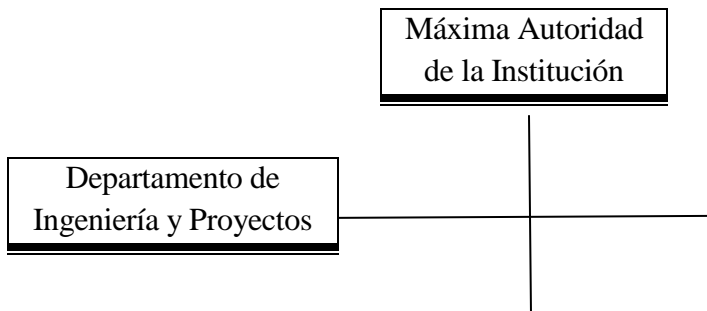 Máxima Autoridad
de la Institución
Departamento de
Ingeniería y Proyectos